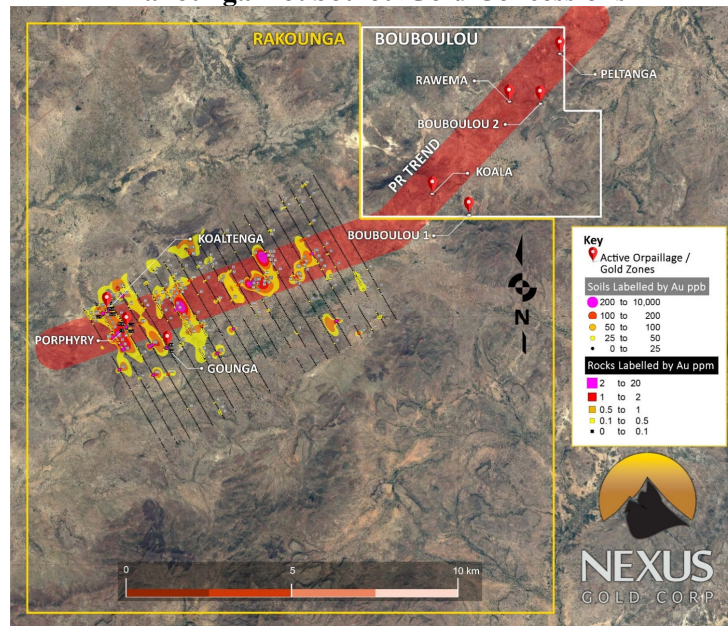 RAKOUNGA
BOUBOULOU
RAWEMA
PELTANGA
BOUBOULOU 2
PR TREND
KOALA
KOALTENGA
BOUBOULOU 1
PORPHYRY
GOUNGA
N
Key
Active Orpaillage /
Gold Zones
Soils Labelled by Au ppb
200 to 10,000
100 to 200
50 to 100
25 to 50
0 to 25
Rocks Labelled by Au ppm
2 to 20
1 to 2
0.5 to 1
0.1 to 0.5
0 to 0.1
0 5 10 km
NEXUS
GOLD CORP